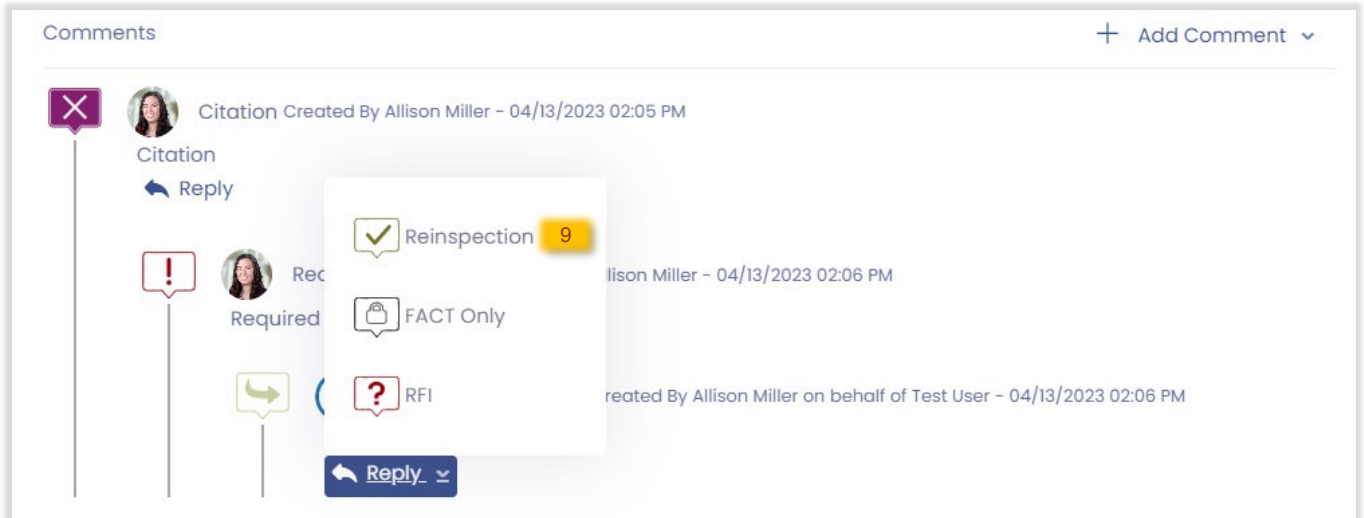 Comments
+ Add Comment
Citation Created By Allison Miller - 04/13/2023 02:05 PM
Citation
Reply
Reinspection 9
lison Miller - 04/13/2023 02:06 PM
Required
FACT Only
RFI
reated By Allison Miller on behalf of Test User - 04/13/2023 02:06 PM
Reply